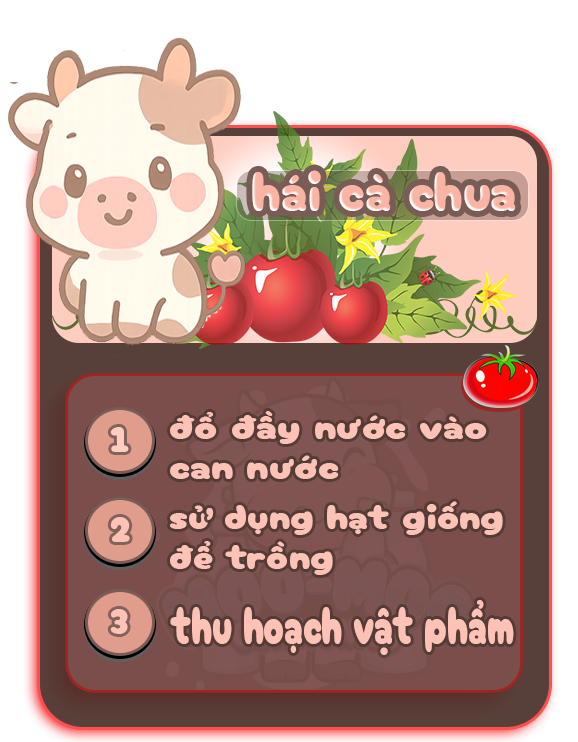 hái cà chua
1
đổ đầy nước vào
can nước
2
sử dụng hạt giống
để trồng
3
thu hoạch vật phẩm